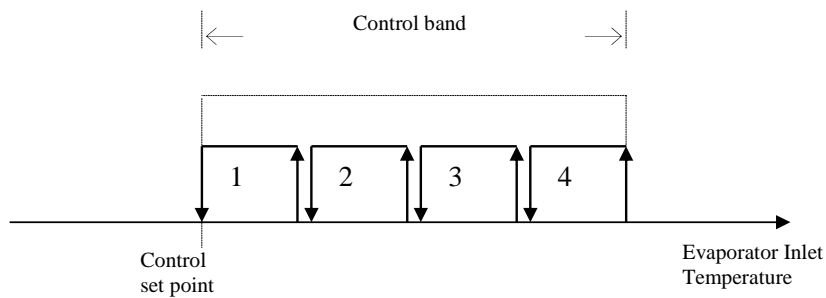 Control band
1
2
3
4
Control
set point
Evaporator Inlet
Temperature